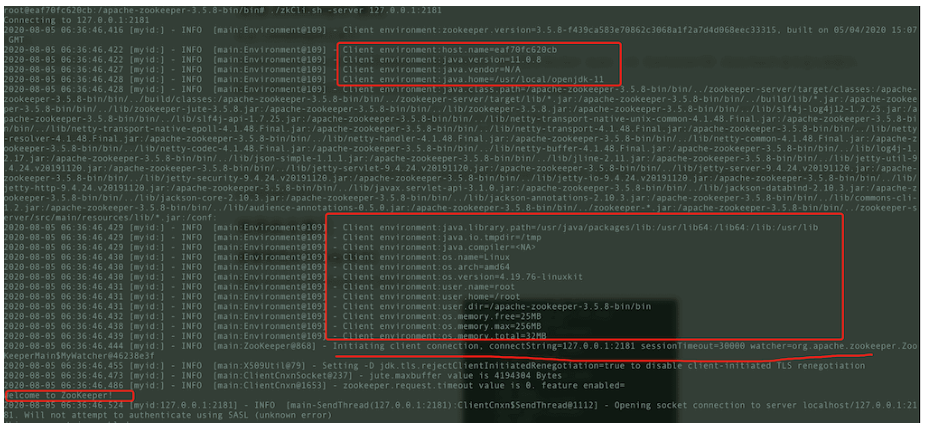 root@eaf70fc620cb:/apache-zookeeper-3.5.8-bin/bin# ./zkCli.sh -server 127.0.0.1:2181
Connecting to 127.0.0.1:2181
2020-08-05 06:36:46,416 [myid:] - INFO  [main:Environment@109] - Client environment:zookeeper.version=3.5.8-f439ca583e70862c3068a1f2a7d4d068eec33315, built on 05/04/2020 15:07
GMT
2020-08-05 06:36:46,422 [myid:] - INFO  [main:Environment@109] - Client environment:host.name=eaf70fc620cb
2020-08-05 06:36:46,422 [myid:] - INFO  [main:Environment@109] - Client environment:java.version=11.0.8
2020-08-05 06:36:46,427 [myid:] - INFO  [main:Environment@109] - Client environment:java.vendor=N/A
2020-08-05 06:36:46,428 [myid:] - INFO  [main:Environment@109] - Client environment:java.home=/usr/local/openjdk-11
2020-08-05 06:36:46,428 [myid:] - INFO  [main:Environment@109] - Client environment:java.class.path=/apache-zookeeper-3.5.8-bin/bin/../zookeeper-server/target/classes:/apache-
zookeeper-3.5.8-bin/bin/../build/classes:/apache-zookeeper-3.5.8-bin/bin/../zookeeper-server/target/lib/*.jar:/apache-zookeeper-3.5.8-bin/bin/../build/lib/*.jar:/apache-zooke
eper-3.5.8-bin/bin/../lib/zookeeper-jute-3.5.8.jar:/apache-zookeeper-3.5.8-bin/bin/../lib/slf4j-log4j12-1.7.25.jar:/a
pache-zookeeper-3.5.8-bin/bin/../lib/slf4j-api-1.7.25.jar:/apache-zookeeper-3.5.8-bin/bin/../lib/netty-transport-native-unix-common-4.1.48.Final.jar:/apache-zookeeper-3.5.8-bin/
bin/../lib/netty-transport-native-epoll-4.1.48.Final.jar:/apache-zookeeper-3.5.8-bin/bin/../lib/netty-transport-4.1.48.Final.jar:/apache-zookeeper-3.5.8-bin/bin/../lib/netty
-resolver-4.1.48.Final.jar:/apache-zookeeper-3.5.8-bin/bin/../lib/netty-handler-4.1.48.Final.jar:/apache-zookeeper-3.5.8-bin/bin/../lib/netty-common-4.1.48.Final.jar:/apache-z
ookeeper-3.5.8-bin/bin/../lib/netty-codec-4.1.48.Final.jar:/apache-zookeeper-3.5.8-bin/bin/../lib/netty-buffer-4.1.48.Final.jar:/apache-zookeeper-3.5.8-bin/bin/../lib/log4j-1.
2.17.jar:/apache-zookeeper-3.5.8-bin/bin/../lib/json-simple-1.1.1.jar:/apache-zookeeper-3.5.8-bin/bin/../lib/jline-2.11.jar:/apache-zookeeper-3.5.8-bin/bin/../lib/jetty-util-9
.4.24.v20191120.jar:/apache-zookeeper-3.5.8-bin/bin/../lib/jetty-servlet-9.4.24.v20191120.jar:/apache-zookeeper-3.5.8-bin/bin/../lib/jetty-server-9.4.24.v20191120.jar:/apache-
zookeeper-3.5.8-bin/bin/../lib/jetty-security-9.4.24.v20191120.jar:/apache-zookeeper-3.5.8-bin/bin/../lib/jetty-io-9.4.24.v20191120.jar:/apache-zookeeper-3.5.8-bin/bin/../lib/
jetty-http-9.4.24.v20191120.jar:/apache-zookeeper-3.5.8-bin/bin/../lib/javax.servlet-api-3.1.0.jar:/apache-zookeeper-3.5.8-bin/bin/../lib/jackson-databind-2.10.3.jar:/apache-z
ookeeper-3.5.8-bin/bin/../lib/jackson-core-2.10.3.jar:/apache-zookeeper-3.5.8-bin/bin/../lib/jackson-annotations-2.10.3.jar:/apache-zookeeper-3.5.8-bin/bin/../lib/commons-cli-
1.2.jar:/apache-zookeeper-3.5.8-bin/bin/../lib/audience-annotations-0.5.0.jar:/apache-zookeeper-3.5.8-bin/bin/../zookeeper-*.jar:/apache-zookeeper-3.5.8-bin/bin/../zookeeper-s
erver/src/main/resources/lib/*.jar:/conf:
2020-08-05 06:36:46,429 [myid:] - INFO  [main:Environment@109] - Client environment:java.library.path=/usr/java/packages/lib:/usr/lib64:/lib64:/lib:/usr/lib
2020-08-05 06:36:46,429 [myid:] - INFO  [main:Environment@109] - Client environment:java.io.tmpdir=/tmp
2020-08-05 06:36:46,429 [myid:] - INFO  [main:Environment@109] - Client environment:java.compiler=<NA>
2020-08-05 06:36:46,430 [myid:] - INFO  [main:Environment@109] - Client environment:os.name=Linux
2020-08-05 06:36:46,430 [myid:] - INFO  [main:Environment@109] - Client environment:os.arch=amd64
2020-08-05 06:36:46,430 [myid:] - INFO  [main:Environment@109] - Client environment:os.version=4.19.76-linuxkit
2020-08-05 06:36:46,431 [myid:] - INFO  [main:Environment@109] - Client environment:user.name=root
2020-08-05 06:36:46,431 [myid:] - INFO  [main:Environment@109] - Client environment:user.home=/root
2020-08-05 06:36:46,431 [myid:] - INFO  [main:Environment@109] - Client environment:user.dir=/apache-zookeeper-3.5.8-bin/bin
2020-08-05 06:36:46,432 [myid:] - INFO  [main:Environment@109] - Client environment:os.memory.free=25MB
2020-08-05 06:36:46,438 [myid:] - INFO  [main:Environment@109] - Client environment:os.memory.max=256MB
2020-08-05 06:36:46,439 [myid:] - INFO  [main:Environment@109] - Client environment:os.memory.total=32MB
2020-08-05 06:36:46,444 [myid:] - INFO  [main:ZooKeeper@868] - Initiating client connection, connectString=127.0.0.1:2181 sessionTimeout=30000 watcher=org.apache.zookeeper.Zoo
KeeperMain$MyWatcher@46238e3f
2020-08-05 06:36:46,455 [myid:] - INFO  [main:X509Util@79] - Setting -D jdk.tls.rejectClientInitiatedRenegotiation=true to disable client-initiated TLS renegotiation
2020-08-05 06:36:46,473 [myid:] - INFO  [main:ClientCnxnSocket@237] - jute.maxbuffer value is 4194304 Bytes
2020-08-05 06:36:46,486 [myid:] - INFO  [main:ClientCnxn@1653] - zookeeper.request.timeout value is 0. feature enabled=
Welcome to ZooKeeper!
2020-08-05 06:36:46,524 [myid:127.0.0.1:2181] - INFO  [main-SendThread(127.0.0.1:2181):ClientCnxn$SendThread@1112] - Opening socket connection to server localhost/127.0.0.1:21
81. Will not attempt to authenticate using SASL (unknown error)